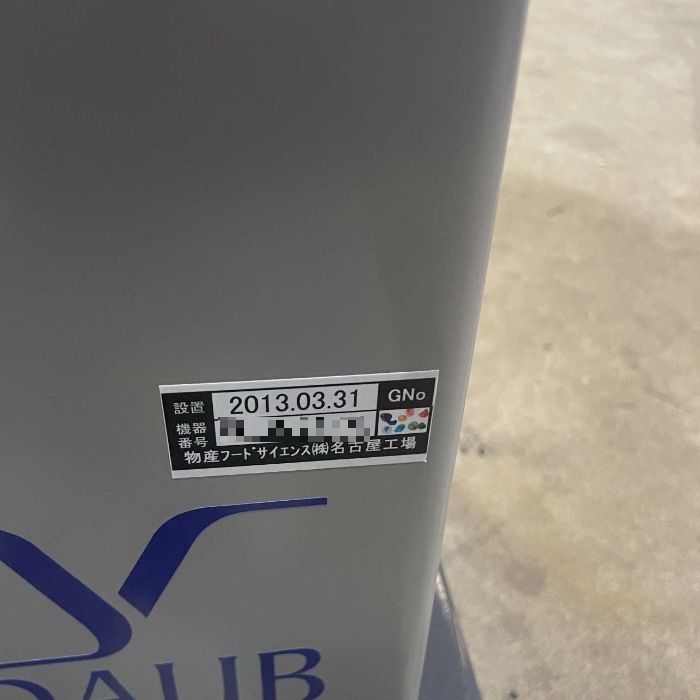 設置 2013.03.31 GNo
機器
番号
物産フードサイエンス㈱名古屋工場
DAUB